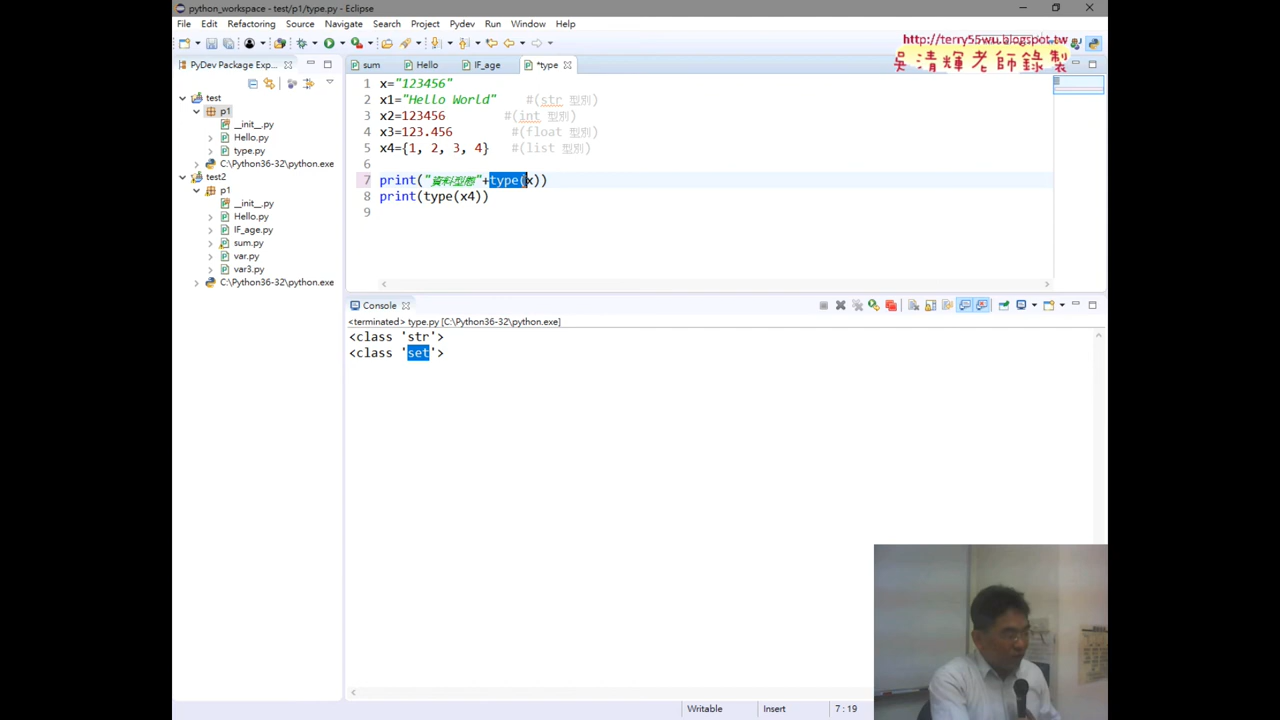 python_workspace - test/p1/type.py - Eclipse
File Edit Refactoring Source Navigate Search Project Pydev Run Window Help
http://terry55wu.blogspot.tw
吳清輝老師錄製
PyDev Package Exp...
sum Hello IF_age *type
test
p1
__init__.py
Hello.py
type.py
C:\Python36-32\python.exe
test2
p1
__init__.py
Hello.py
IF_age.py
sum.py
var.py
var3.py
C:\Python36-32\python.exe
1 x="123456"
2 x1="Hello World" #(str 型別)
3 x2=123456 #(int 型別)
4 x3=123.456 #(float 型別)
5 x4={1, 2, 3, 4} #(list 型別)
6
7 print("資料型態"+type(x))
8 print(type(x4))
9
Console
<terminated> type.py [C:\Python36-32\python.exe]
<class 'str'>
<class 'set'>
Writable Insert 7 : 19